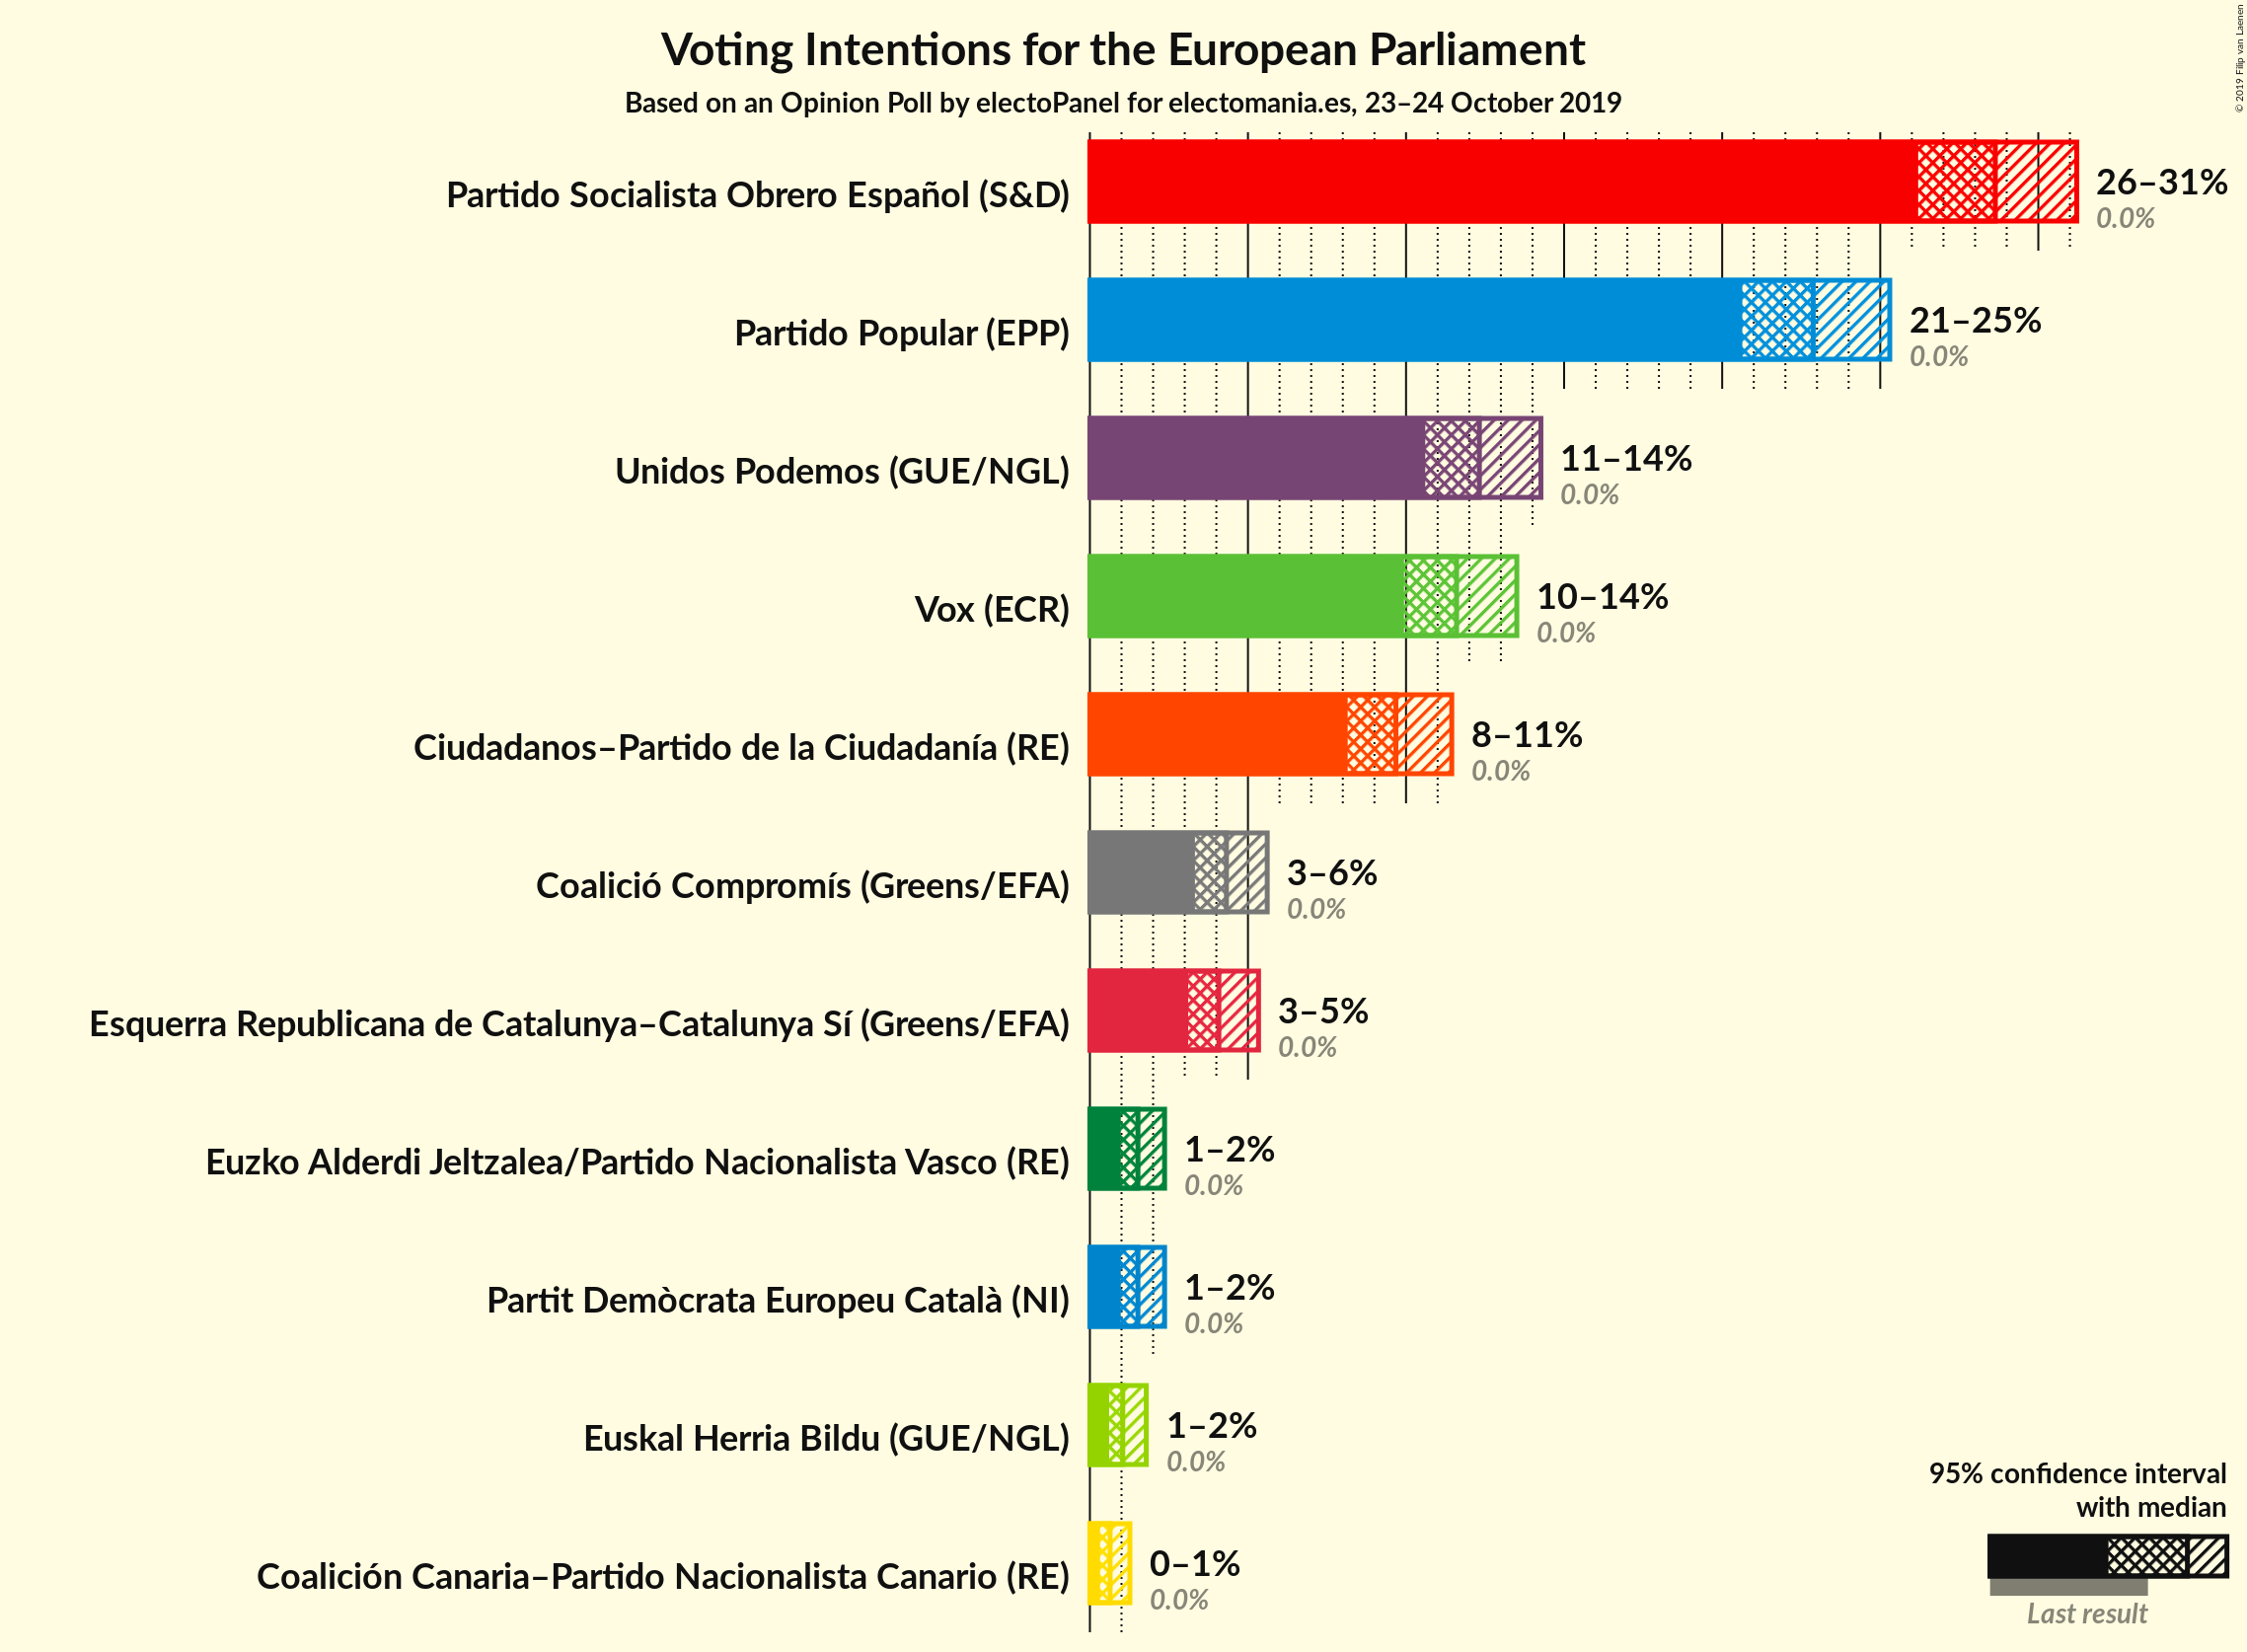 Voting Intentions for the European Parliament
Based on an Opinion Poll by electoPanel for electomania.es, 23–24 October 2019
© 2019 Filip van Laenen
Partido Socialista Obrero Español (S&D)
26–31%
0.0%
Partido Popular (EPP)
21–25%
0.0%
Unidos Podemos (GUE/NGL)
11–14%
0.0%
Vox (ECR)
10–14%
0.0%
Ciudadanos–Partido de la Ciudadanía (RE)
8–11%
0.0%
Coalició Compromís (Greens/EFA)
3–6%
0.0%
Esquerra Republicana de Catalunya–Catalunya Sí (Greens/EFA)
3–5%
0.0%
Euzko Alderdi Jeltzalea/Partido Nacionalista Vasco (RE)
1–2%
0.0%
Partit Demòcrata Europeu Català (NI)
1–2%
0.0%
Euskal Herria Bildu (GUE/NGL)
1–2%
0.0%
Coalición Canaria–Partido Nacionalista Canario (RE)
0–1%
0.0%
95% confidence interval
with median
Last result